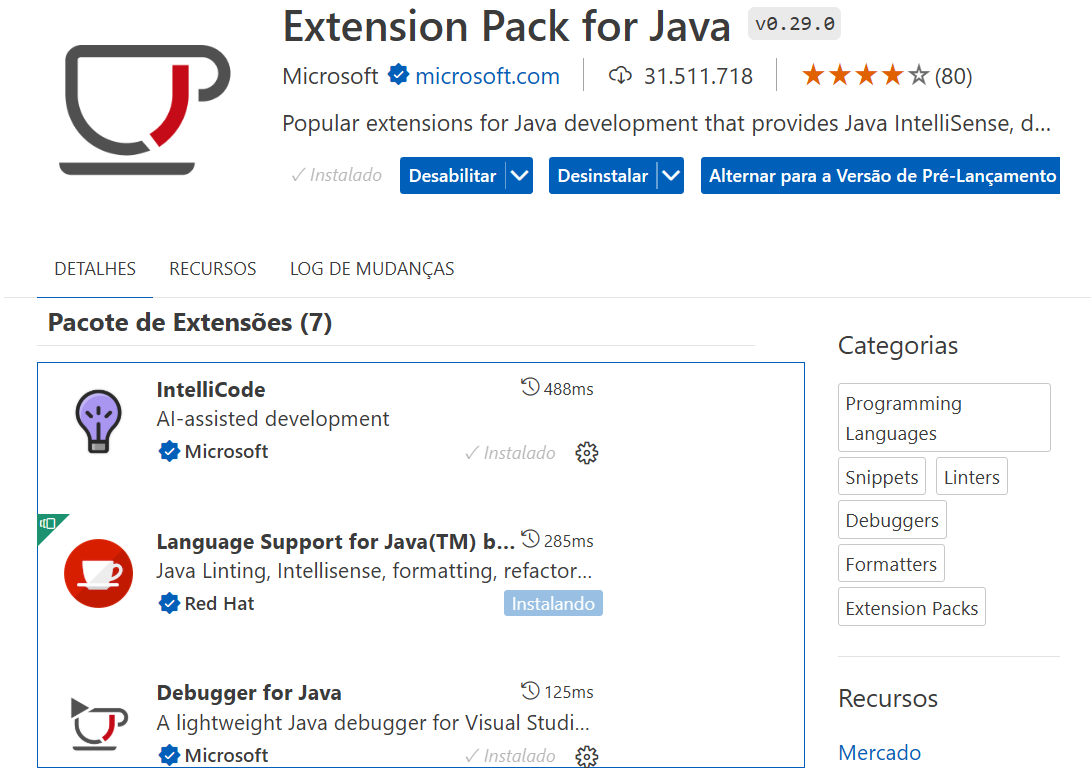 Extension Pack for Java v0.29.0
Microsoft microsoft.com 31.511.718 (80)
Popular extensions for Java development that provides Java IntelliSense, d...
Instalado Desabilitar Desinstalar Alternar para a Versão de Pré-Lançamento
DETALHES RECURSOS LOG DE MUDANÇAS
Pacote de Extensões (7)
IntelliCode 488ms
AI-assisted development
Microsoft Instalado
Language Support for Java(TM) b... 285ms
Java Linting, Intellisense, formatting, refactor...
Red Hat Instalando
Debugger for Java 125ms
A lightweight Java debugger for Visual Studi...
Microsoft Instalado
Categorias
Programming
Languages
Snippets Linters
Debuggers
Formatters
Extension Packs
Recursos
Mercado